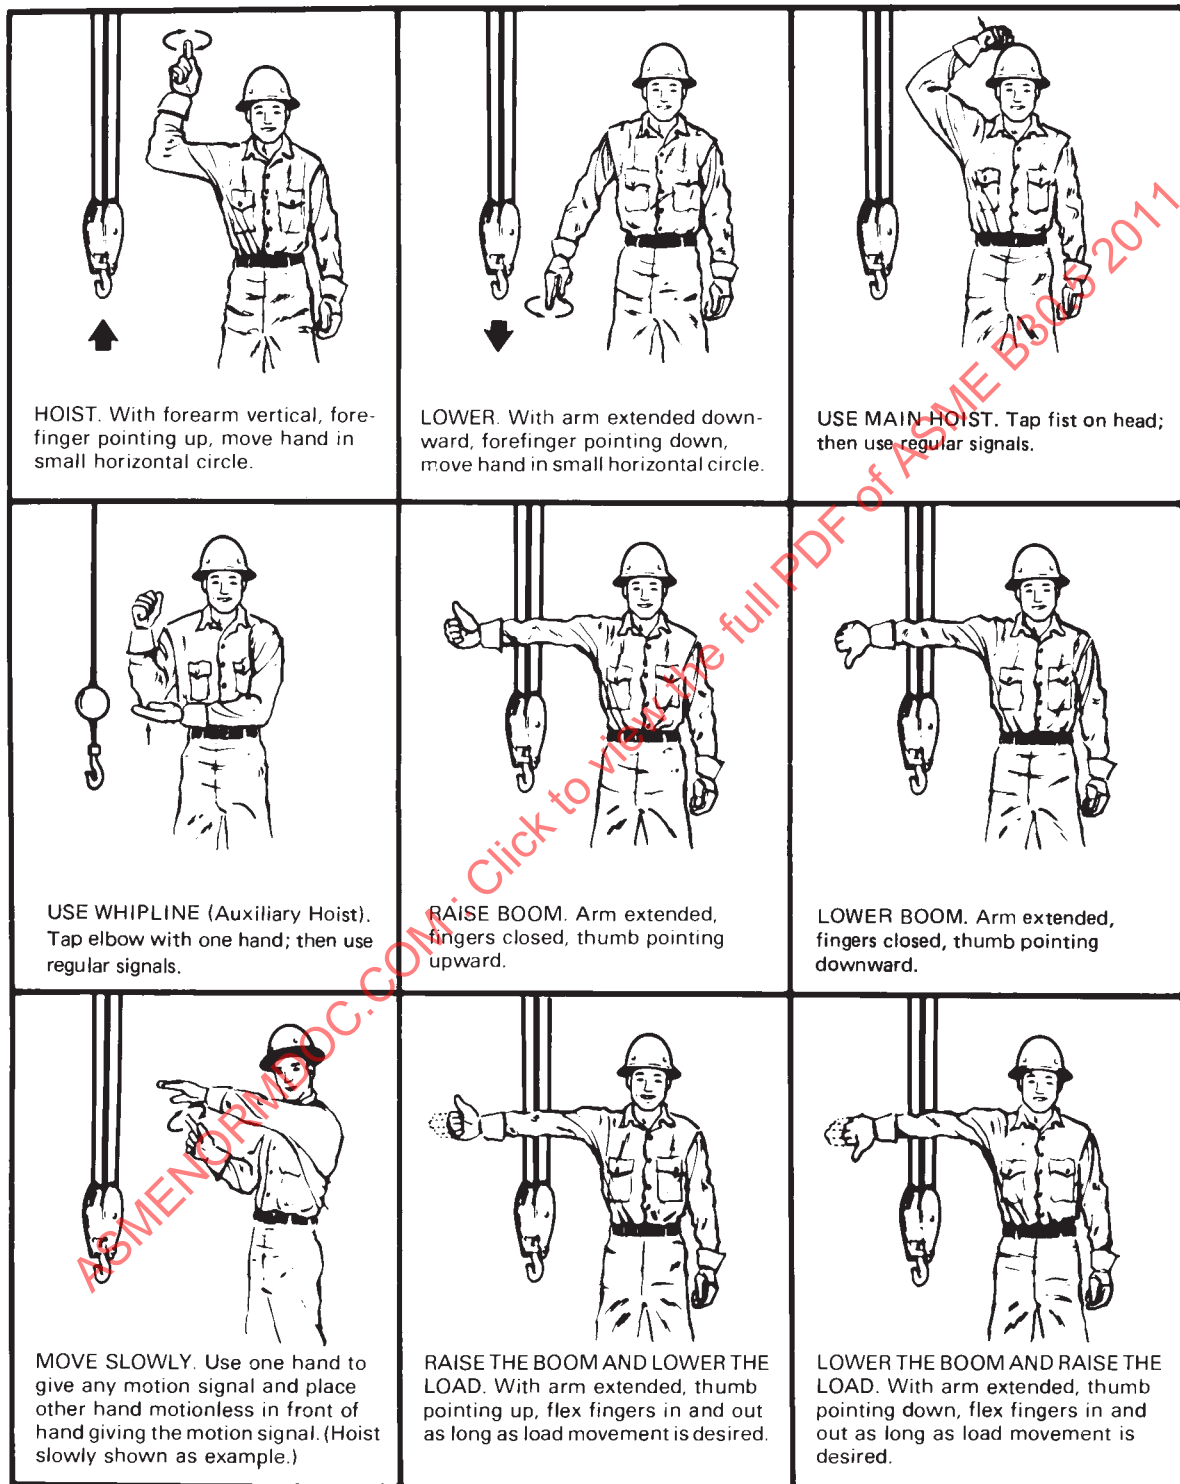 HOIST. With forearm vertical, fore-
finger pointing up, move hand in
small horizontal circle.
LOWER. With arm extended down-
ward, forefinger pointing down,
move hand in small horizontal circle.
USE MAIN HOIST. Tap fist on head;
then use regular signals.
USE WHIPLINE (Auxiliary Hoist).
Tap elbow with one hand; then use
regular signals.
RAISE BOOM. Arm extended,
fingers closed, thumb pointing
upward.
LOWER BOOM. Arm extended,
fingers closed, thumb pointing
downward.
MOVE SLOWLY. Use one hand to
give any motion signal and place
other hand motionless in front of
hand giving the motion signal. (Hoist
slowly shown as example.)
RAISE THE BOOM AND LOWER THE
LOAD. With arm extended, thumb
pointing up, flex fingers in and out
as long as load movement is desired.
LOWER THE BOOM AND RAISE THE
LOAD. With arm extended, thumb
pointing down, flex fingers in and
out as long as load movement is
desired.
ASMENORMDOC.COM : Click to view the full PDF of ASME B30.5 2011